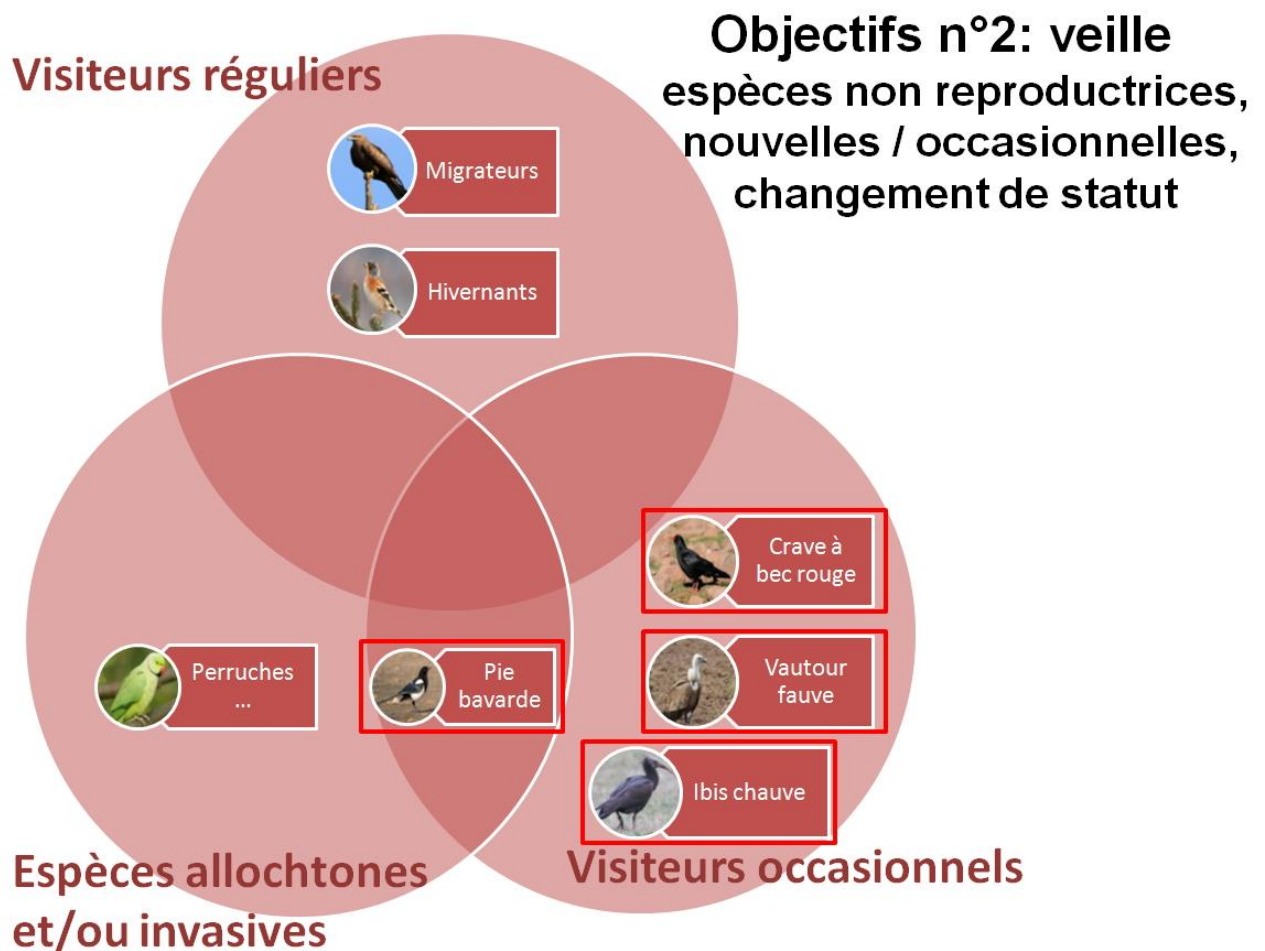 Objectifs n°2: veille
espèces non reproductrices,
nouvelles / occasionnelles,
changement de statut
Visiteurs réguliers
Migrateurs
Hivernants
Crave à
bec rouge
Perruches
...
Pie
bavarde
Vautour
fauve
Ibis chauve
Espèces allochtones
et/ou invasives
Visiteurs occasionnels